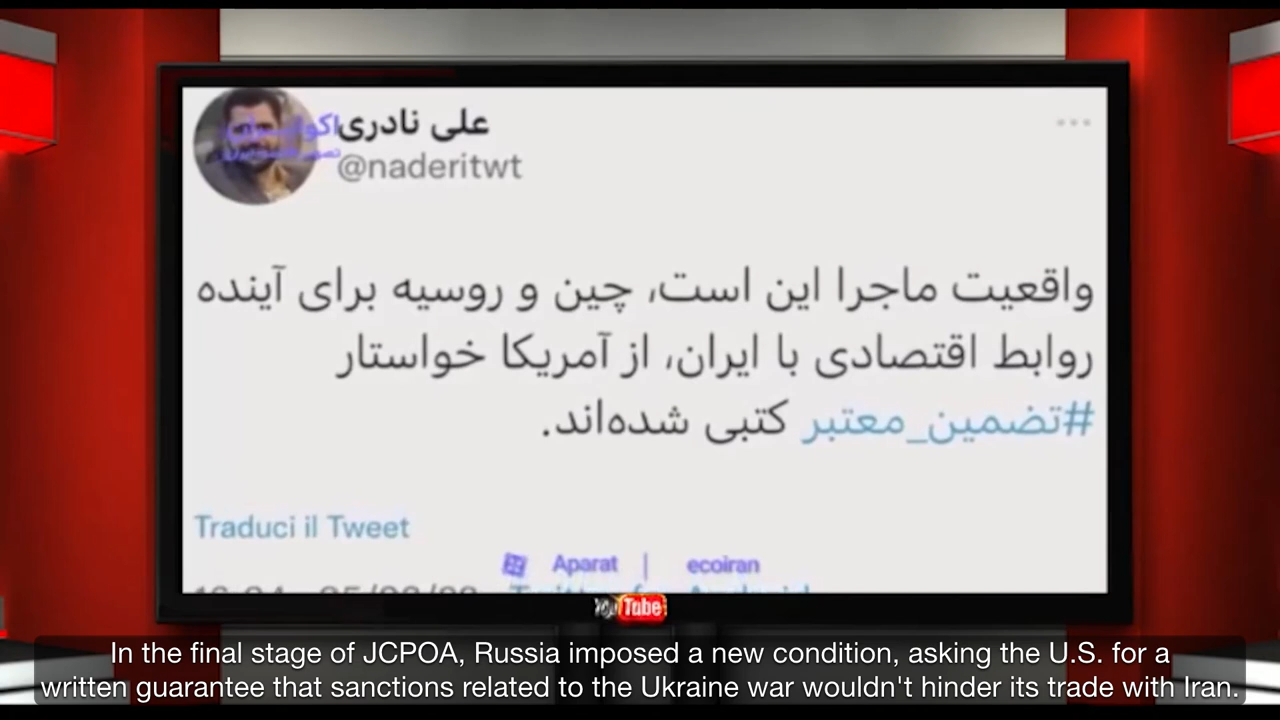 علی نادری
@naderitwt
واقعیت ماجرا این است، چین و روسیه برای آینده
روابط اقتصادی با ایران، از آمریکا خواستار
#تضمین_معتبر کتبی شده‌اند.
Traduci il Tweet
Aparat | ecoiran
YouTube
In the final stage of JCPOA, Russia imposed a new condition, asking the U.S. for a
written guarantee that sanctions related to the Ukraine war wouldn't hinder its trade with Iran.